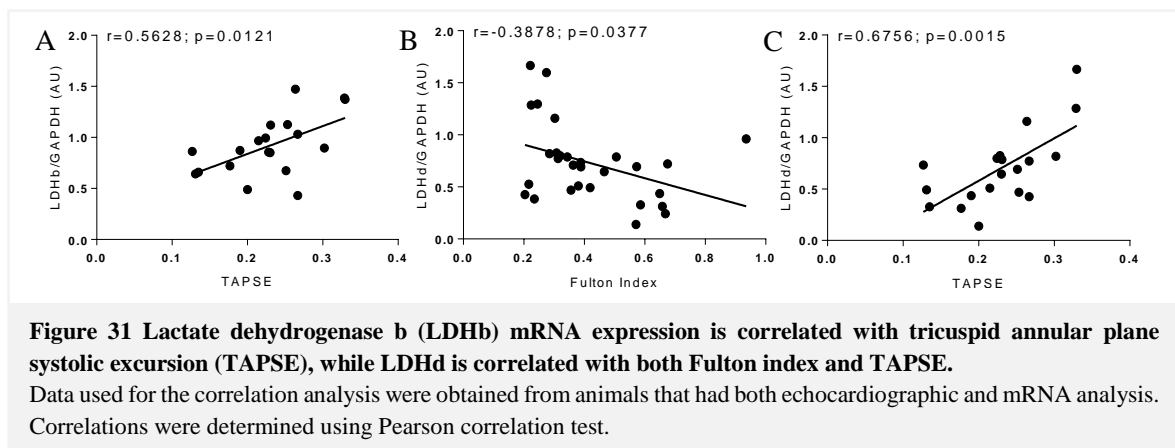 A
r=0.5628; p=0.0121
LDHb/GAPDH (AU)
2.0
1.5
1.0
0.5
0.0
0.0 0.1 0.2 0.3 0.4
TAPSE
B
r=-0.3878; p=0.0377
LDHd/GAPDH (AU)
2.0
1.5
1.0
0.5
0.0
0.0 0.2 0.4 0.6 0.8 1.0
Fulton Index
C
r=0.6756; p=0.0015
LDHd/GAPDH (AU)
2.0
1.5
1.0
0.5
0.0
0.0 0.1 0.2 0.3 0.4
TAPSE
Figure 31 Lactate dehydrogenase b (LDHb) mRNA expression is correlated with tricuspid annular plane
systolic excursion (TAPSE), while LDHd is correlated with both Fulton index and TAPSE.
Data used for the correlation analysis were obtained from animals that had both echocardiographic and mRNA analysis.
Correlations were determined using Pearson correlation test.